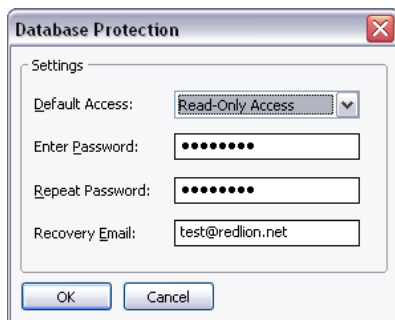 Database Protection
Settings
Default Access: Read-Only Access
Enter Password: ●●●●●●●●
Repeat Password: ●●●●●●●●
Recovery Email: test@redlion.net
OK Cancel